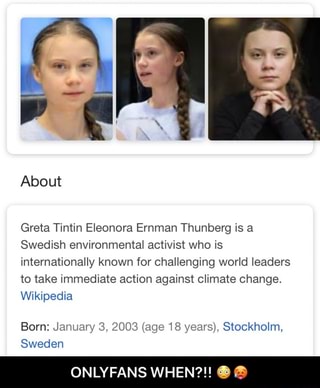 About
Greta Tintin Eleonora Ernman Thunberg is a
Swedish environmental activist who is
internationally known for challenging world leaders
to take immediate action against climate change.
Wikipedia
Born: January 3, 2003 (age 18 years), Stockholm,
Sweden
ONLYFANS WHEN?!! 😳🥵